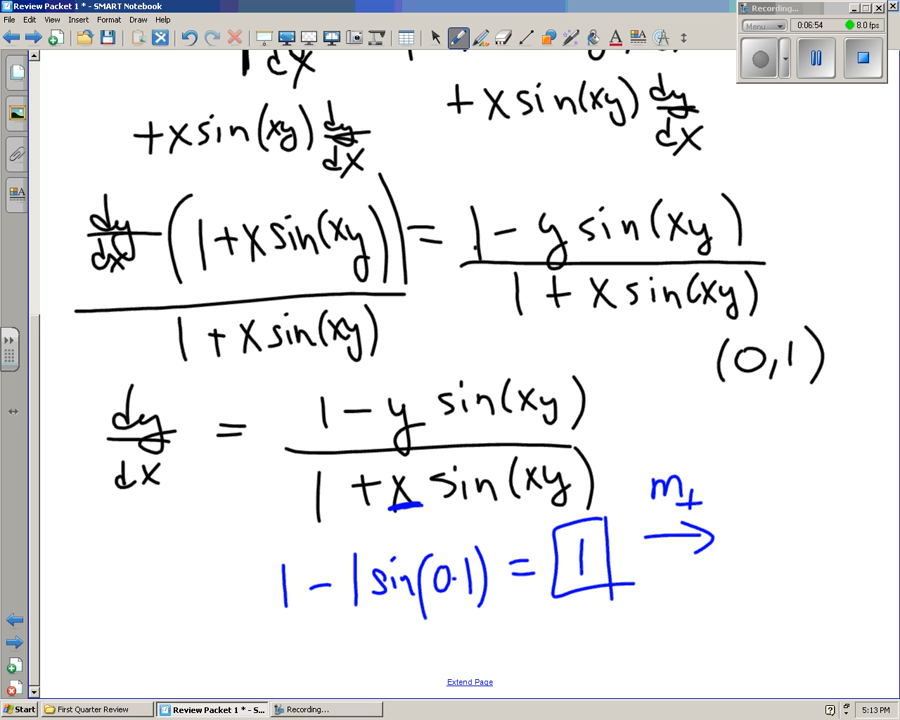 Review Packet 1 * - SMART Notebook
Recording...
File Edit View Insert Format Draw Help
Menu 0:06:54 8.0 fps
dx
+ x sin(xy) dy/dx + x sin(xy) dy/dx
dy/dx (1 + x sin(xy)) = 1 - y sin(xy)
1 + x sin(xy) 1 + x sin(xy)
(0,1)
dy/dx = 1 - y sin(xy)
1 + x sin(xy)
m⊥
1 - 1 sin(0·1) = 1 →
Extend Page
Start First Quarter Review Review Packet 1 * - S... Recording... 5:13 PM